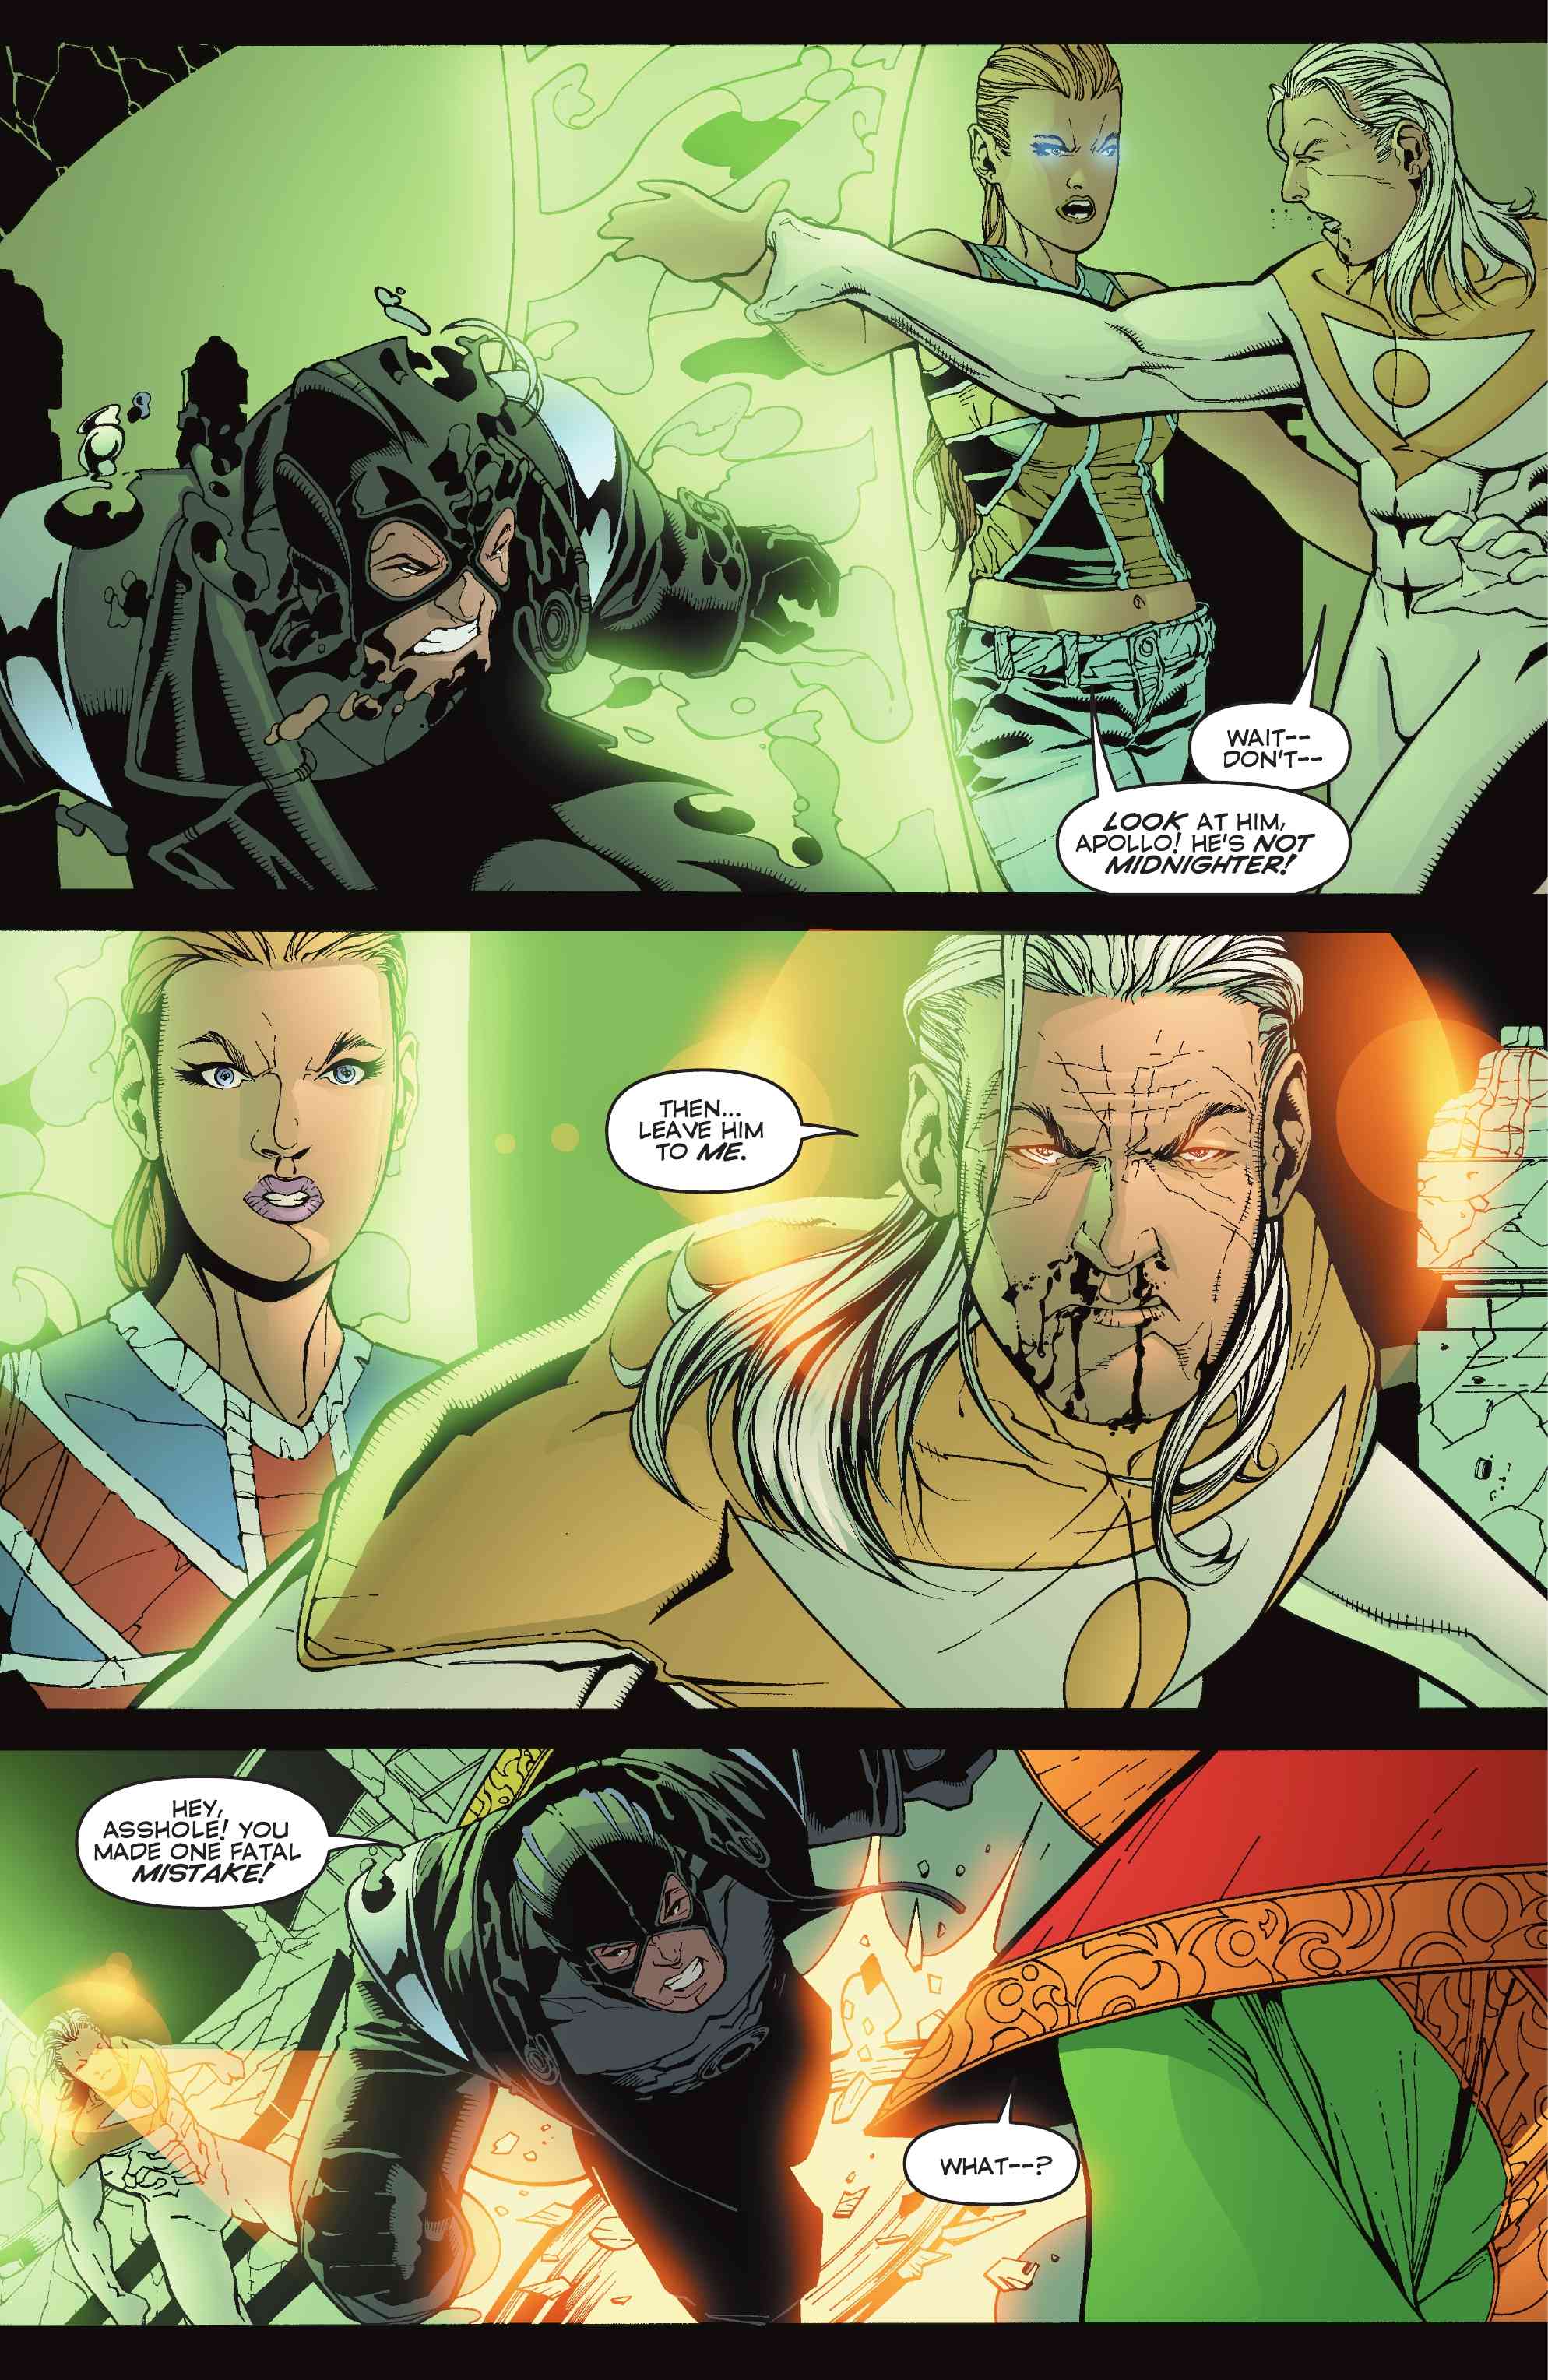 WAIT--
DON'T--
LOOK AT HIM,
APOLLO! HE'S NOT
MIDNIGHTER!
THEN...
LEAVE HIM
TO ME.
HEY,
ASSHOLE! YOU
MADE ONE FATAL
MISTAKE!
WHAT--?